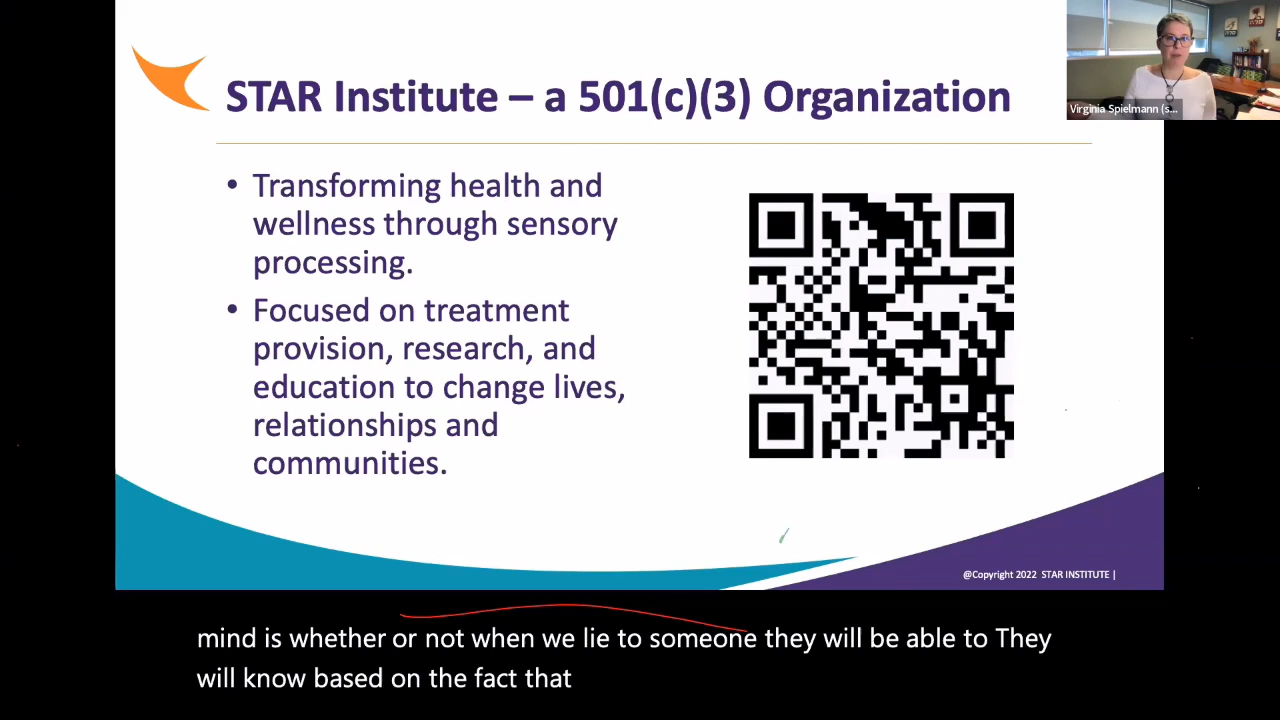 STAR Institute – a 501(c)(3) Organization
Virginia Spielmann (s...
• Transforming health and
wellness through sensory
processing.
• Focused on treatment
provision, research, and
education to change lives,
relationships and
communities.
@Copyright 2022 STAR INSTITUTE |
mind is whether or not when we lie to someone they will be able to They
will know based on the fact that